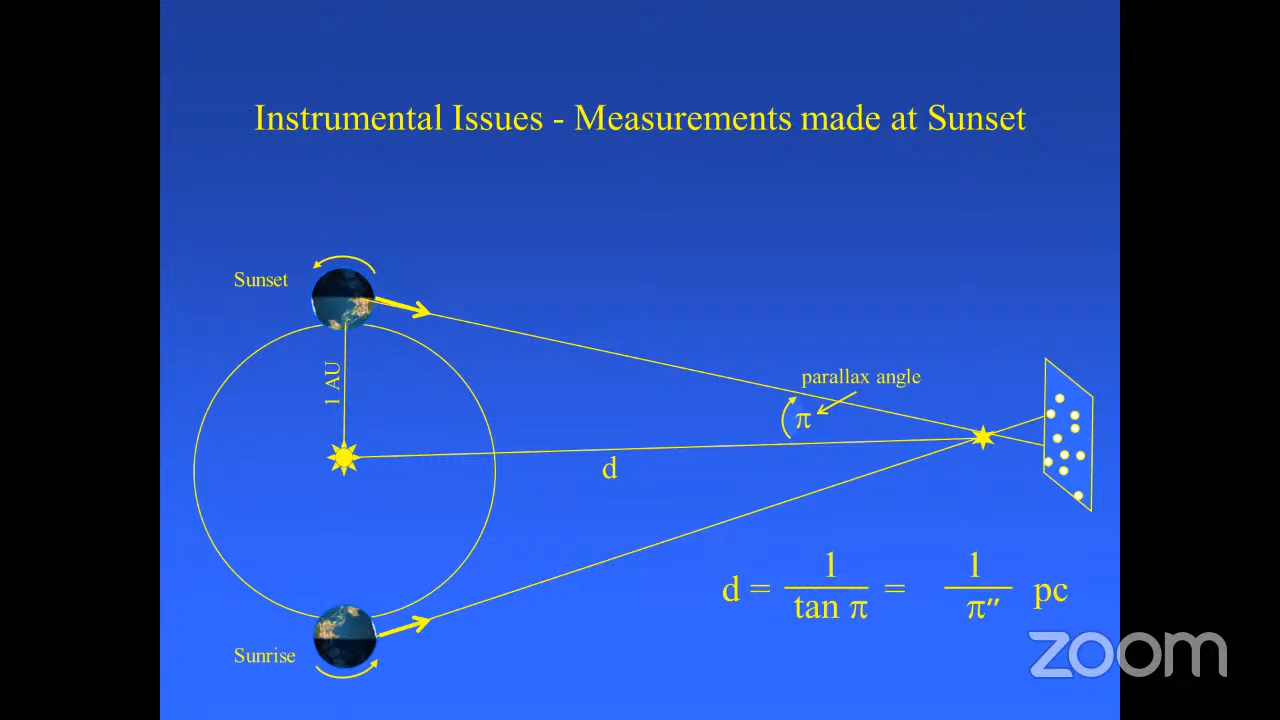 Instrumental Issues - Measurements made at Sunset
Sunset
1 AU
parallax angle
π
d
d = 1 / tan π = 1 / π″ pc
Sunrise
zoom